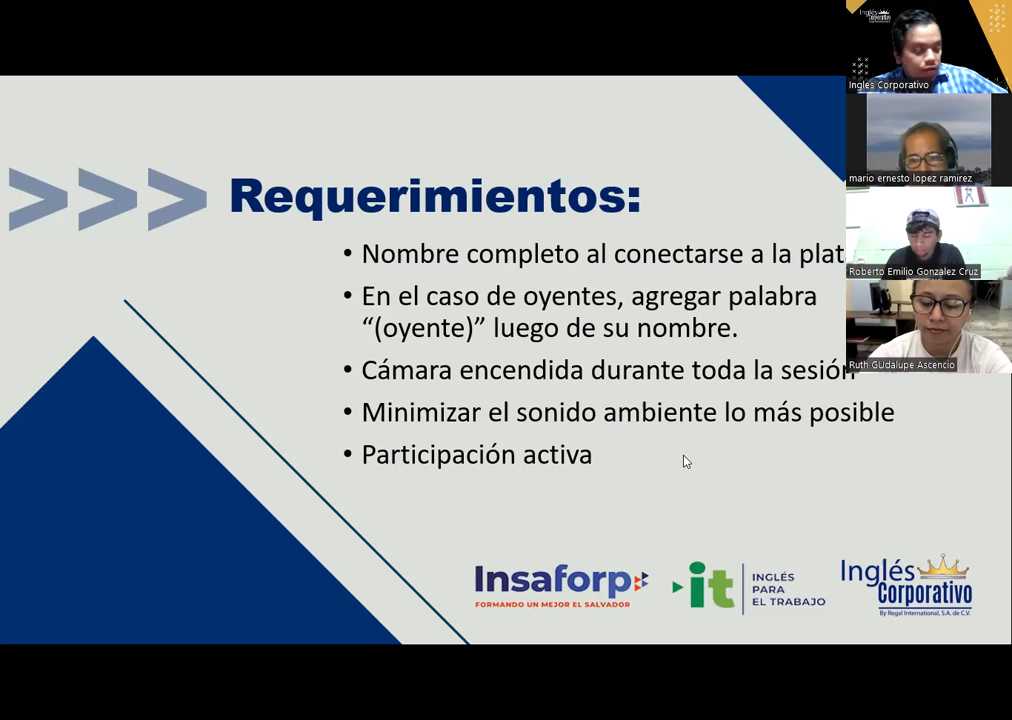 Inglés
Corporativo
Ingles Corporativo
mario ernesto lopez ramirez
Roberto Emilio Gonzalez Cruz
Ruth GUdalupe Ascencio
>>> Requerimientos:
• Nombre completo al conectarse a la plat
• En el caso de oyentes, agregar palabra
“(oyente)” luego de su nombre.
• Cámara encendida durante toda la sesión
• Minimizar el sonido ambiente lo más posible
• Participación activa
Insaforp
FORMANDO UN MEJOR EL SALVADOR
it
INGLÉS
PARA
EL TRABAJO
Inglés
Corporativo
By Regal International, S.A. de C.V.